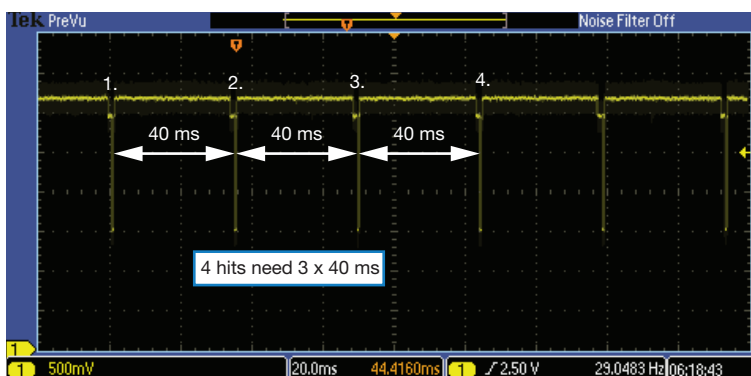 Tek PreVu Noise Filter Off
T
T
1. 2. 3. 4.
40 ms 40 ms 40 ms
4 hits need 3 x 40 ms
1
1 500mV 20.0ms 44.4160ms 1 2.50 V 29.0483 Hz 06:18:43